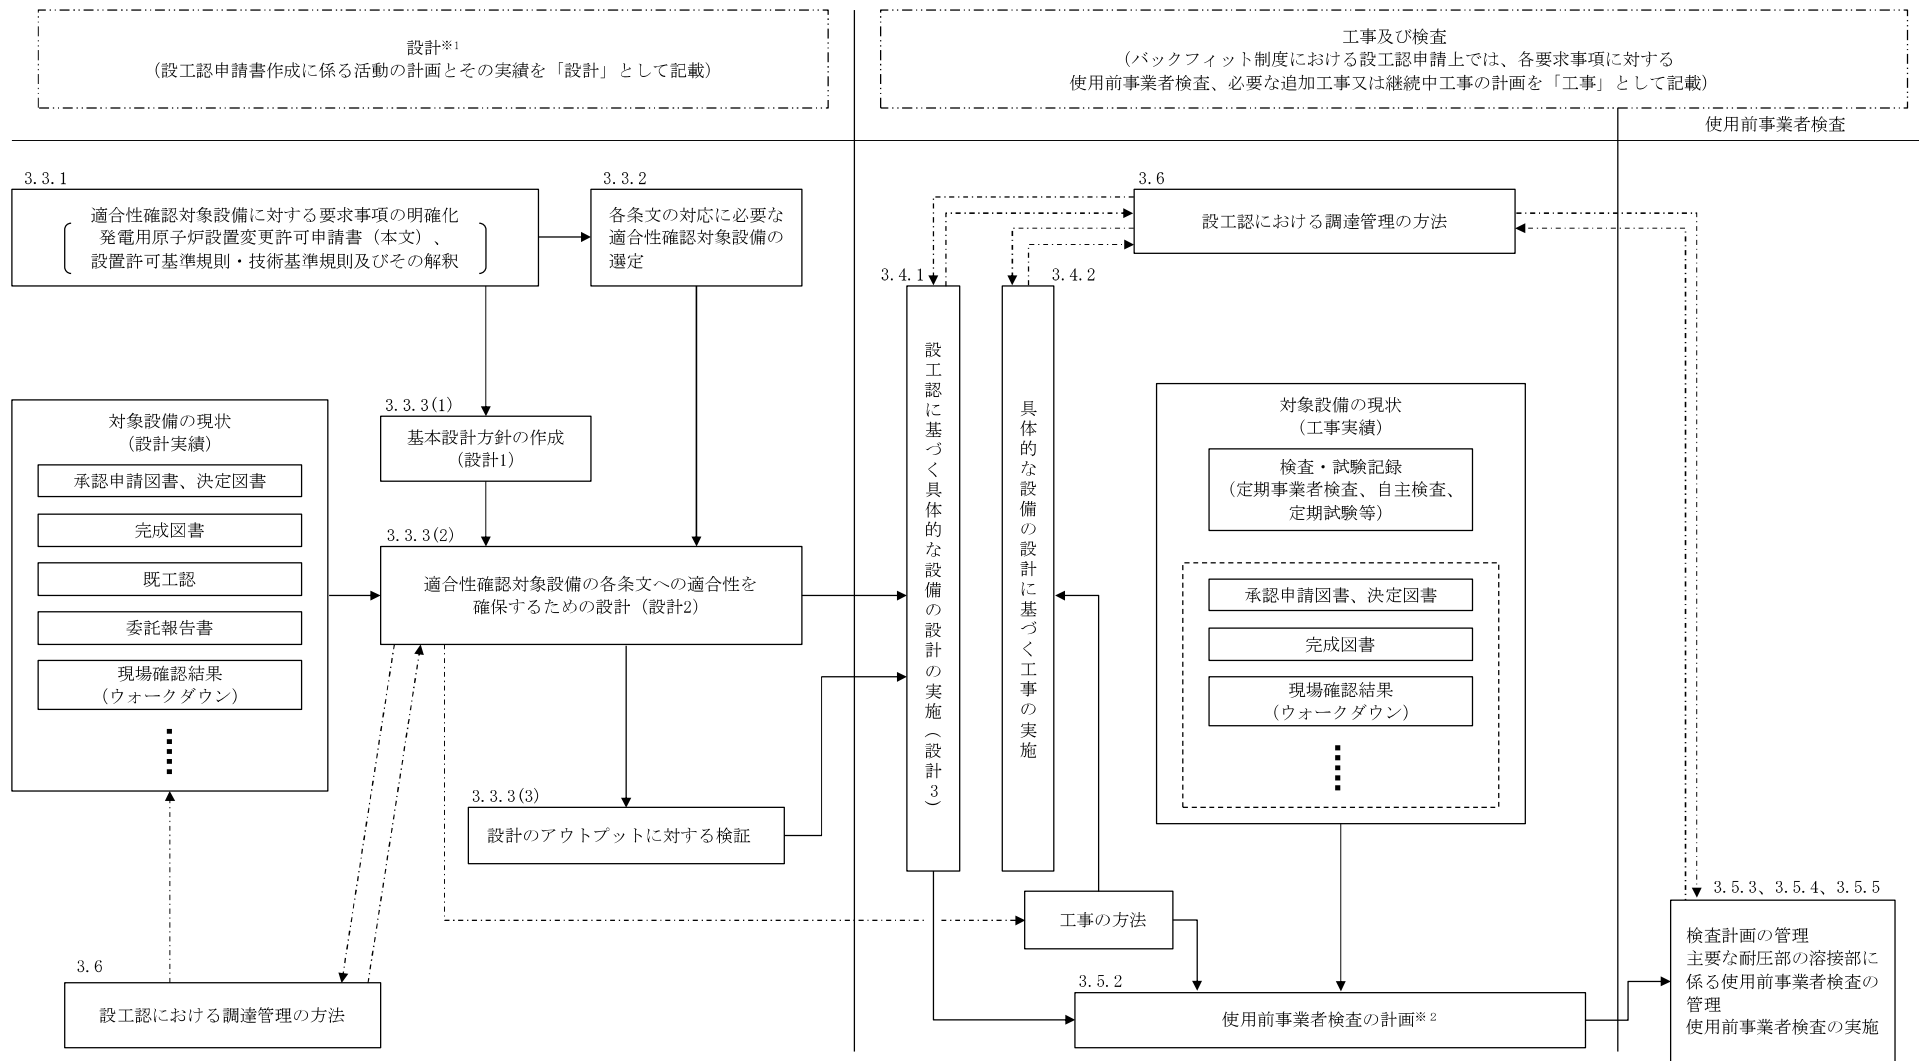 設計※1
（設工認申請書作成に係る活動の計画とその実績を「設計」として記載）
工事及び検査
（バックフィット制度における設工認申請上では、各要求事項に対する
使用前事業者検査、必要な追加工事又は継続中工事の計画を「工事」として記載）
使用前事業者検査
3.3.1
適合性確認対象設備に対する要求事項の明確化
発電用原子炉設置変更許可申請書（本文）、
設置許可基準規則・技術基準規則及びその解釈
3.3.2
各条文の対応に必要な
適合性確認対象設備の
選定
3.6
設工認における調達管理の方法
3.4.1
設工認に基づく具体的な設備の設計の実施（設計3）
3.4.2
具体的な設備の設計に基づく工事の実施
対象設備の現状
（設計実績）
承認申請図書、決定図書
完成図書
既工認
委託報告書
現場確認結果
（ウォークダウン）
3.3.3(1)
基本設計方針の作成
（設計1）
3.3.3(2)
適合性確認対象設備の各条文への適合性を
確保するための設計（設計2）
3.3.3(3)
設計のアウトプットに対する検証
対象設備の現状
（工事実績）
検査・試験記録
（定期事業者検査、自主検査、
定期試験等）
承認申請図書、決定図書
完成図書
現場確認結果
（ウォークダウン）
工事の方法
3.6
設工認における調達管理の方法
3.5.2
使用前事業者検査の計画※2
3.5.3、3.5.4、3.5.5
検査計画の管理
主要な耐圧部の溶接部に
係る使用前事業者検査の
管理
使用前事業者検査の実施